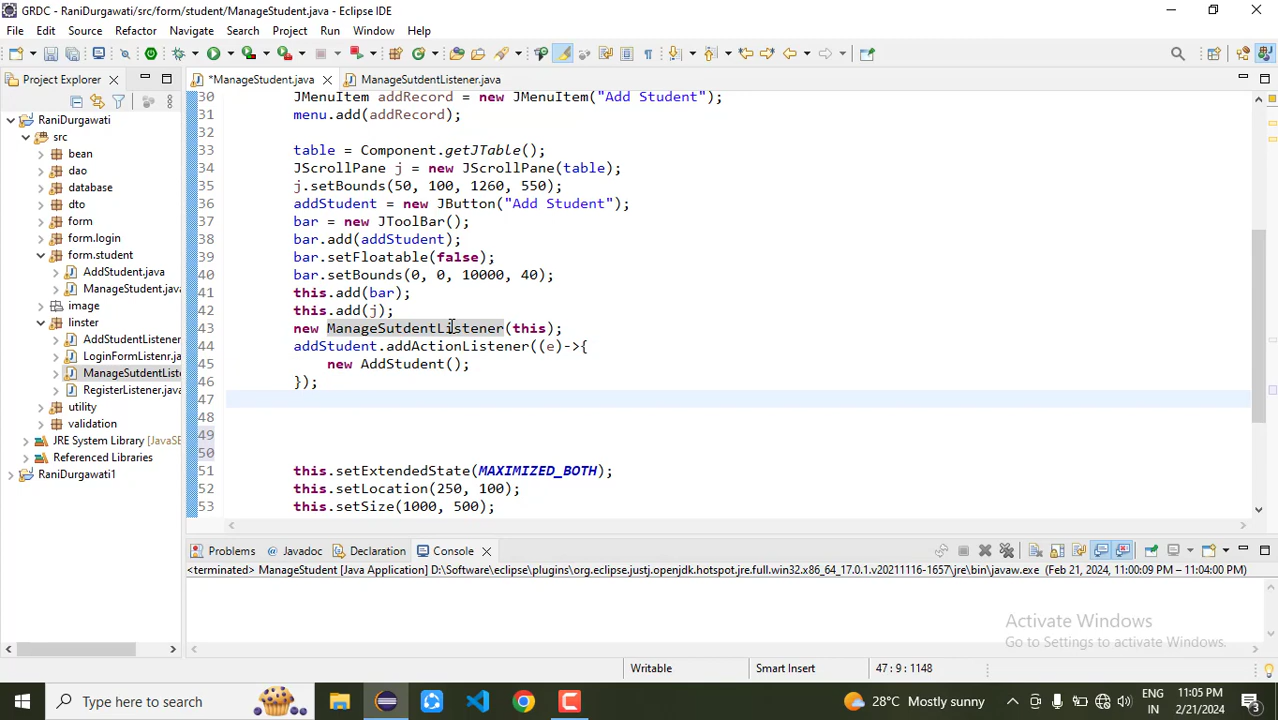 GRDC - RaniDurgawati/src/form/student/ManageStudent.java - Eclipse IDE
File Edit Source Refactor Navigate Search Project Run Window Help
Project Explorer
*ManageStudent.java
ManageSutdentListener.java
RaniDurgawati
src
bean
dao
database
dto
form
form.login
form.student
AddStudent.java
ManageStudent.java
image
linster
AddStudentListener
LoginFormListenr.ja
ManageSutdentListe
RegisterListener.java
utility
validation
JRE System Library [JavaSE
Referenced Libraries
RaniDurgawati1
30 JMenuItem addRecord = new JMenuItem("Add Student");
31 menu.add(addRecord);
32
33 table = Component.getJTable();
34 JScrollPane j = new JScrollPane(table);
35 j.setBounds(50, 100, 1260, 550);
36 addStudent = new JButton("Add Student");
37 bar = new JToolBar();
38 bar.add(addStudent);
39 bar.setFloatable(false);
40 bar.setBounds(0, 0, 10000, 40);
41 this.add(bar);
42 this.add(j);
43 new ManageSutdentListener(this);
44 addStudent.addActionListener((e)->{
45 new AddStudent();
46 });
47
48
49
50
51 this.setExtendedState(MAXIMIZED_BOTH);
52 this.setLocation(250, 100);
53 this.setSize(1000, 500);
Problems Javadoc Declaration Console
<terminated> ManageStudent [Java Application] D:\Software\eclipse\plugins\org.eclipse.justj.openjdk.hotspot.jre.full.win32.x86_64_17.0.1.v20211116-1657\jre\bin\javaw.exe (Feb 21, 2024, 11:00:09 PM – 11:04:00 PM)
Activate Windows
Go to Settings to activate Windows.
Writable Smart Insert 47 : 9 : 1148
Type here to search
28°C Mostly sunny
ENG
IN
11:05 PM
2/21/2024
3